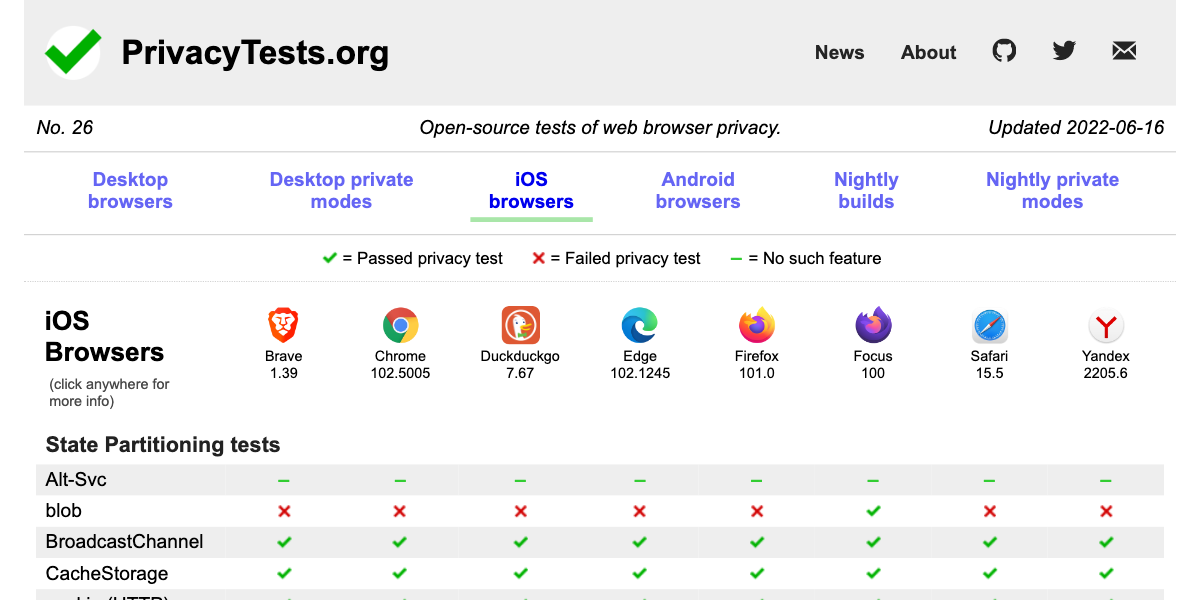 PrivacyTests.org
News About
No. 26 Open-source tests of web browser privacy. Updated 2022-06-16
Desktop browsers Desktop private modes iOS browsers Android browsers Nightly builds Nightly private modes
= Passed privacy test = Failed privacy test = No such feature
iOS Browsers
(click anywhere for more info)
Brave 1.39
Chrome 102.5005
Duckduckgo 7.67
Edge 102.1245
Firefox 101.0
Focus 100
Safari 15.5
Yandex 2205.6
State Partitioning tests
Alt-Svc
blob
BroadcastChannel
CacheStorage